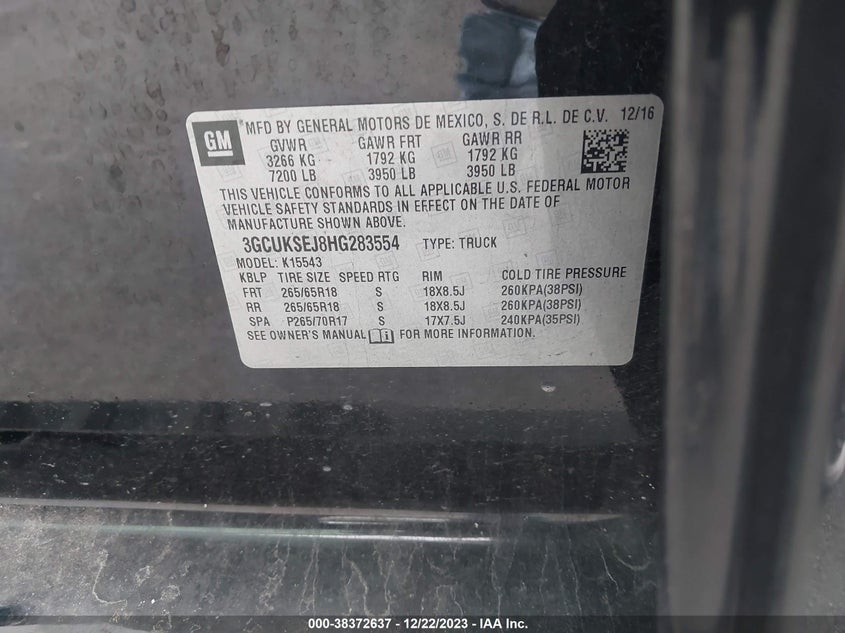 GM
®
MFD BY GENERAL MOTORS DE MEXICO, S. DE R.L. DE C.V. 12/16
GVWR GAWR FRT GAWR RR
3266 KG 1792 KG 1792 KG
7200 LB 3950 LB 3950 LB
THIS VEHICLE CONFORMS TO ALL APPLICABLE U.S. FEDERAL MOTOR
VEHICLE SAFETY STANDARDS IN EFFECT ON THE DATE OF
MANUFACTURE SHOWN ABOVE.
3GCUKSEJ8HG283554 TYPE: TRUCK
MODEL: K15543
KBLP TIRE SIZE SPEED RTG RIM COLD TIRE PRESSURE
FRT 265/65R18 S 18X8.5J 260KPA(38PSI)
RR 265/65R18 S 18X8.5J 260KPA(38PSI)
SPA P265/70R17 S 17X7.5J 240KPA(35PSI)
SEE OWNER'S MANUAL FOR MORE INFORMATION.
000-38372637 - 12/22/2023 - IAA Inc.